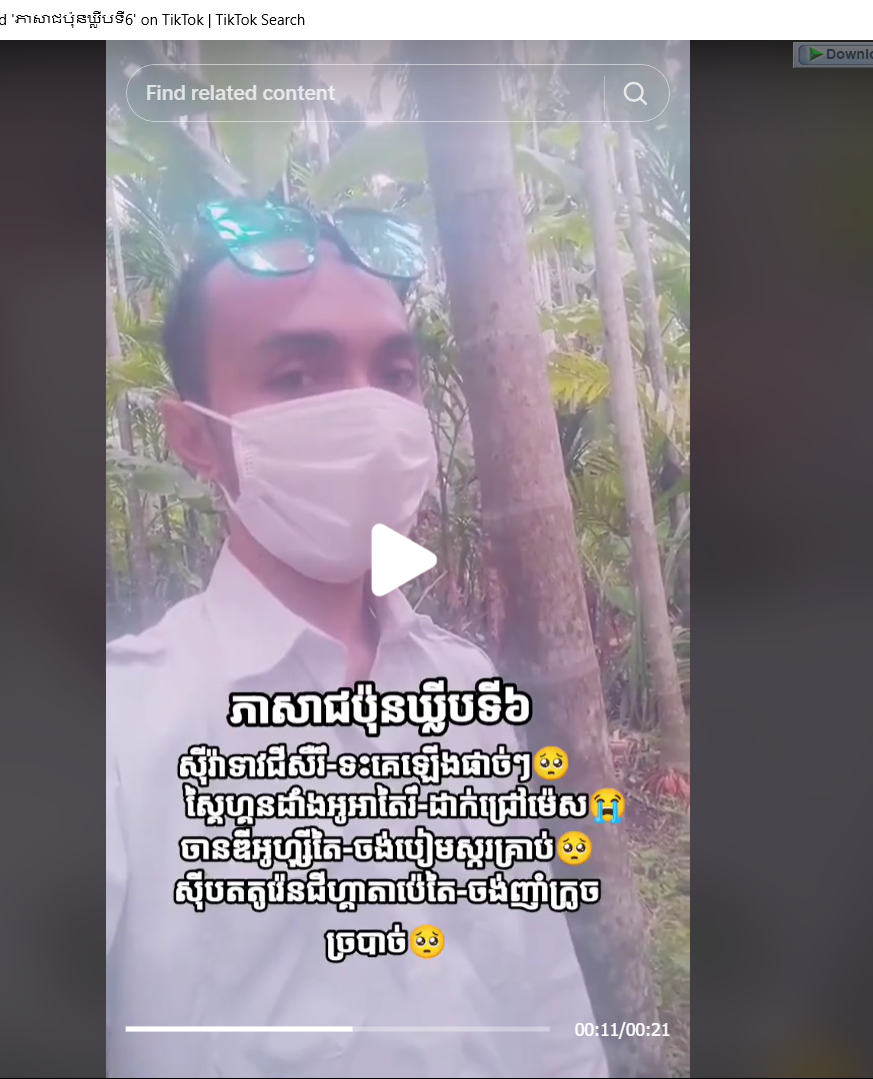 d 'ភាសាជប៉ុនឃ្លីបទី6' on TikTok | TikTok Search
Find related content
ភាសាជប៉ុនឃ្លីបទី៦
ស៊ីរ៉ាទាវជីសឺរី-ទះគេឡើងផាច់ៗ🥺
ស្តៃហ្គូនដាំងអូអាតៃរី-ដាក់ជ្រៅម៉េស😭
ចានឌីអូហ្ស៊ីតៃ-ចង់បៀមស្ករគ្រាប់🥺
ស៊ីបតតូវ៉េនជីហ្គាតាប៉េតៃ-ចង់ញាំក្រូច
ច្របាច់🥺
00:11/00:21